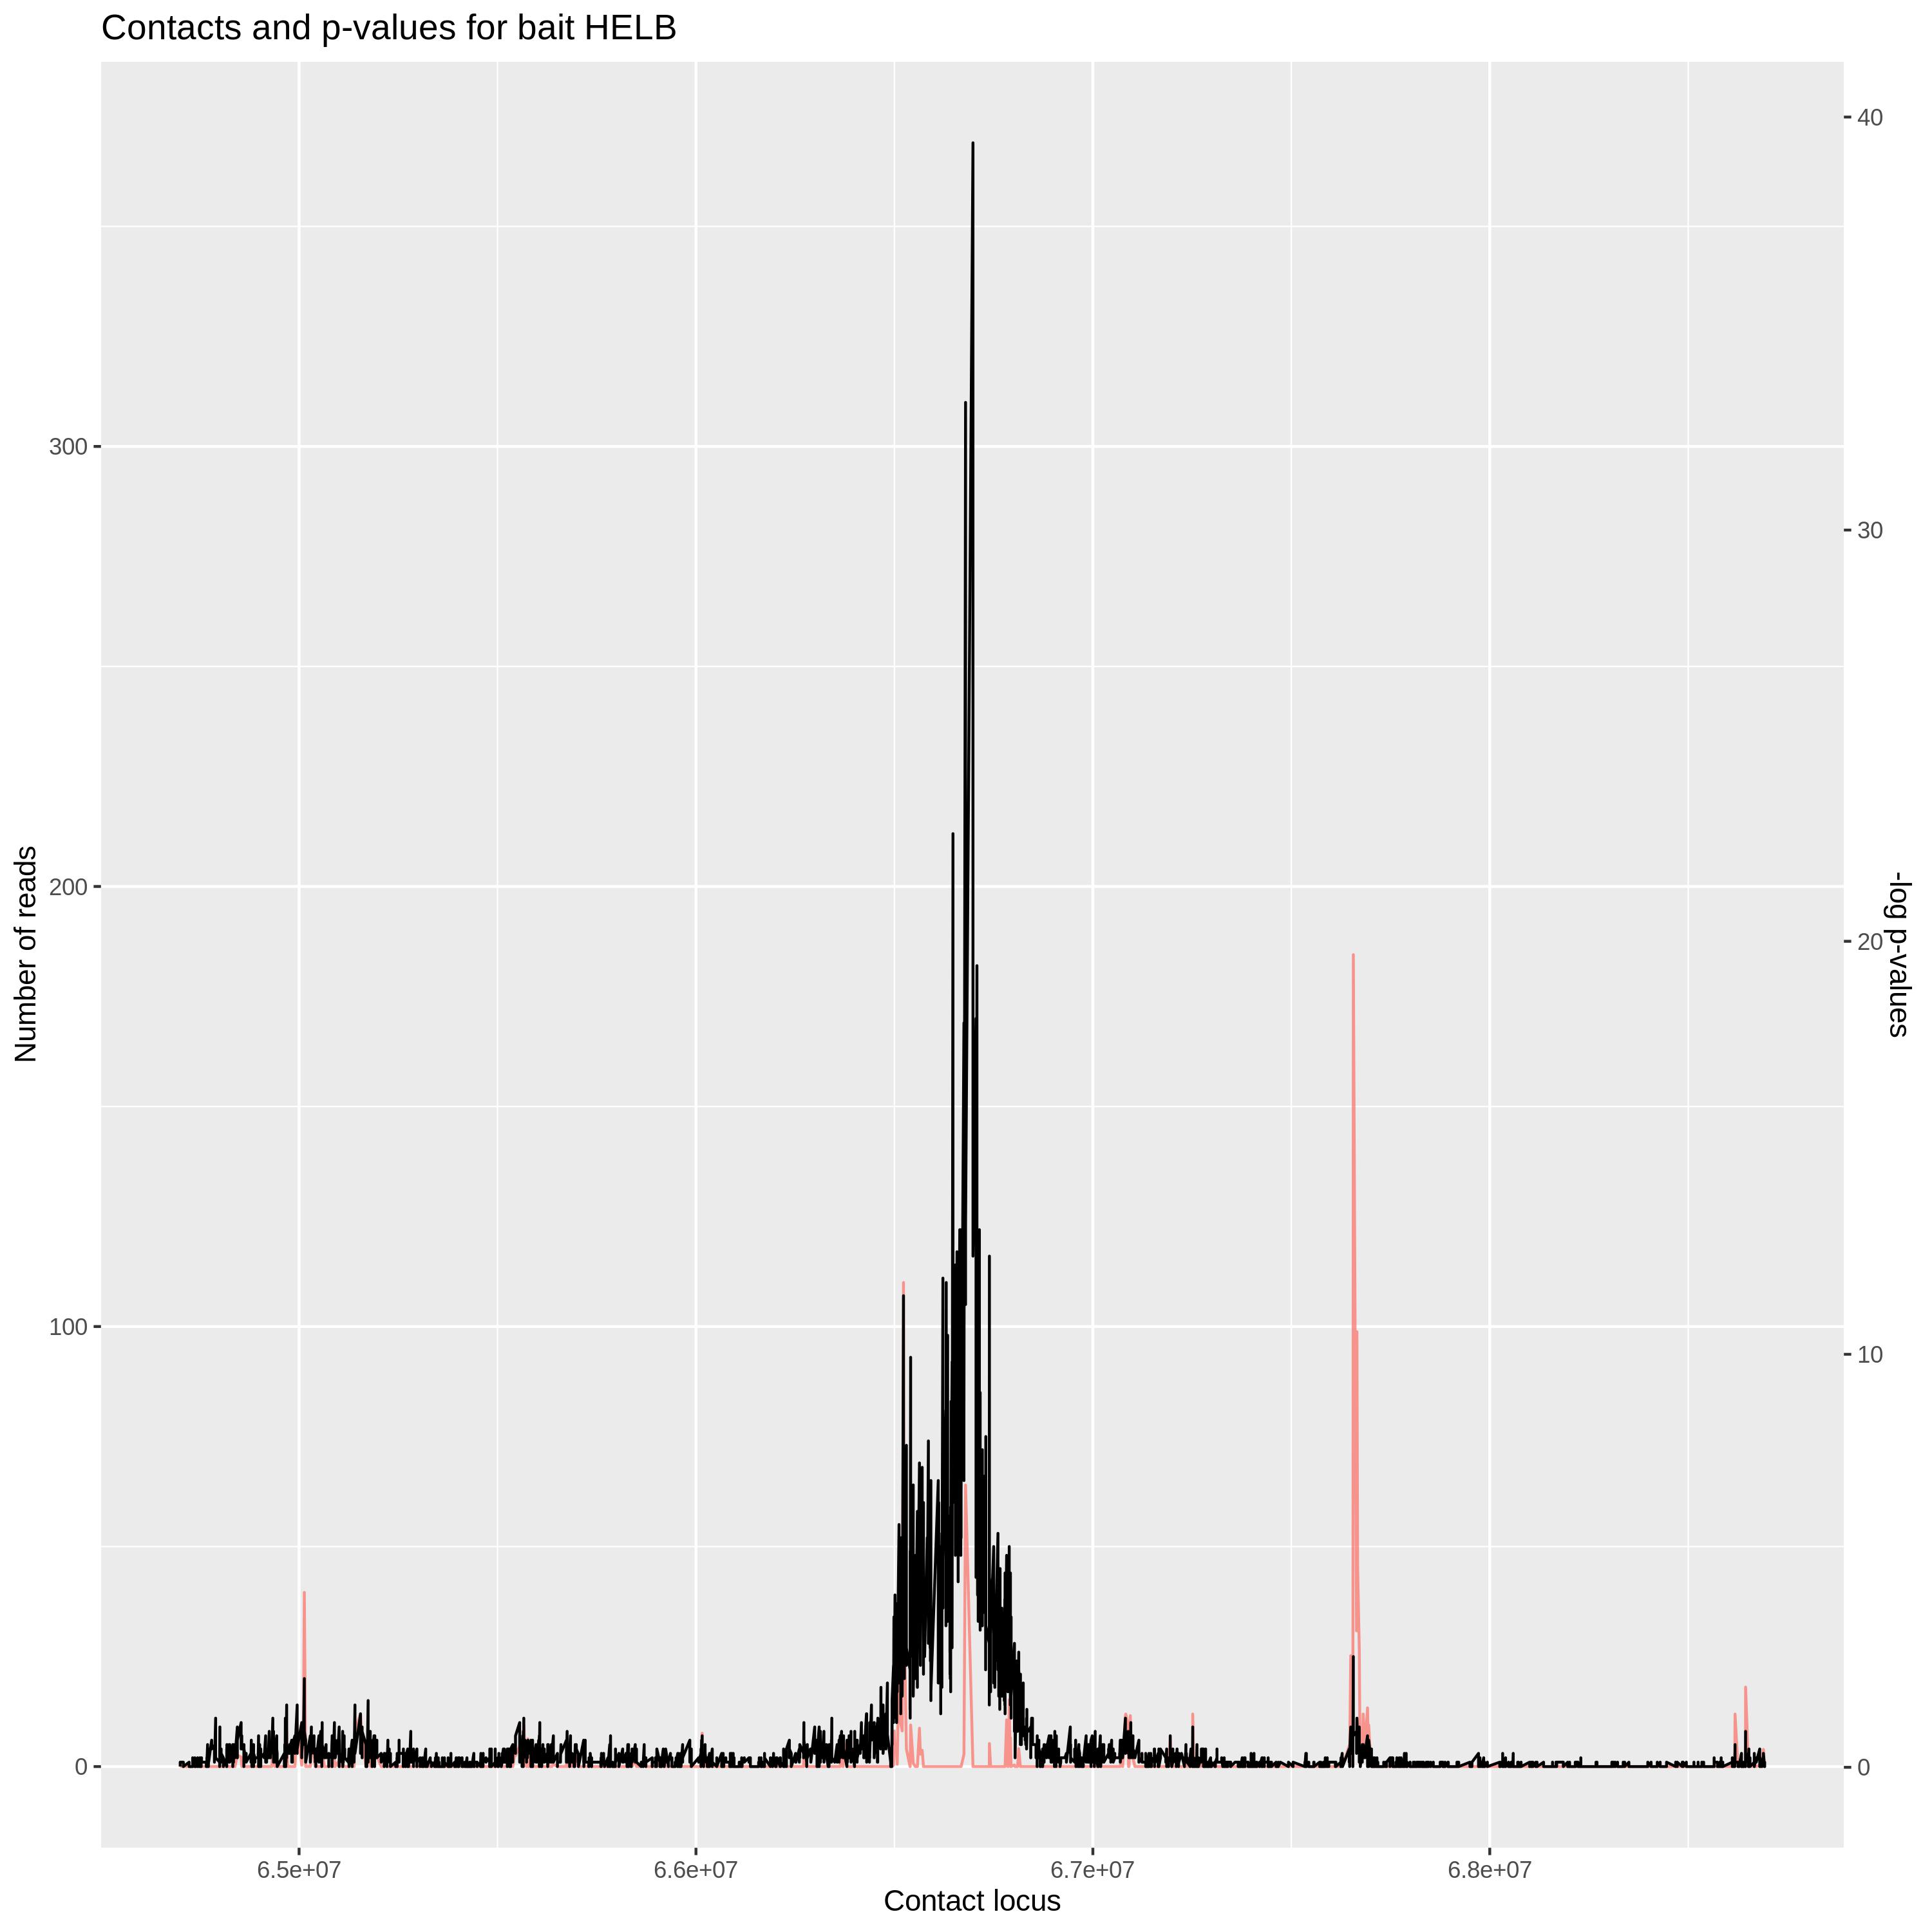 Contacts and p-values for bait HELB
40
30
20
10
0
300
200
100
0
Number of reads
-log p-values
6.5e+07
6.6e+07
6.7e+07
6.8e+07
Contact locus